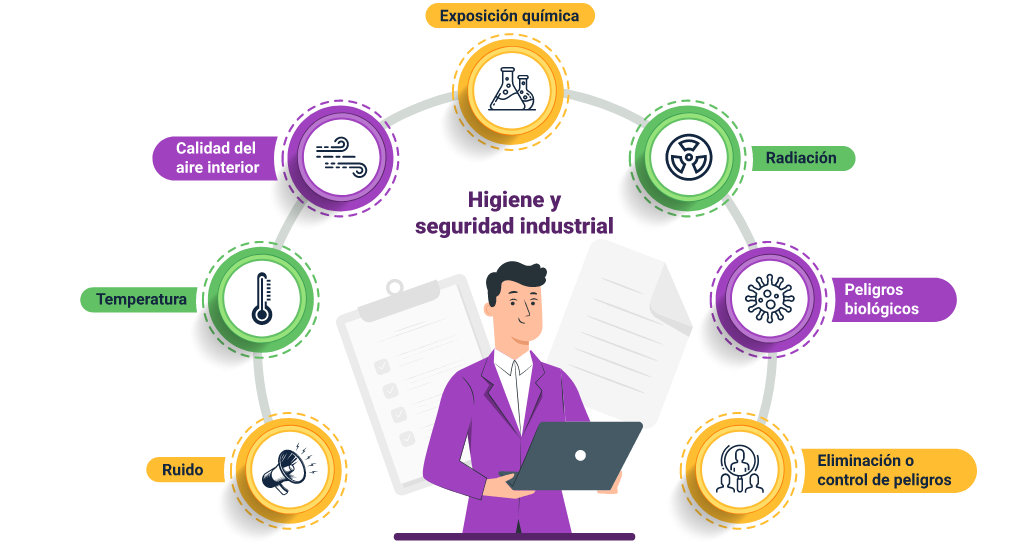 Exposición química
Calidad del
aire interior
Radiación
Higiene y
seguridad industrial
Temperatura
Peligros
biológicos
Ruido
Eliminación o
control de peligros